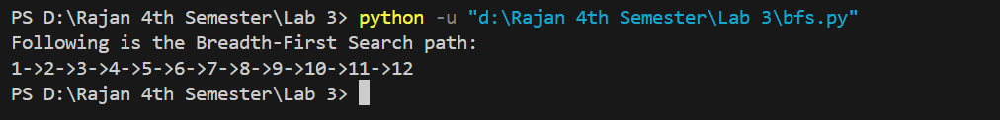 PS D:\Rajan 4th Semester\Lab 3> python -u "d:\Rajan 4th Semester\Lab 3\bfs.py"
Following is the Breadth-First Search path:
1->2->3->4->5->6->7->8->9->10->11->12
PS D:\Rajan 4th Semester\Lab 3>